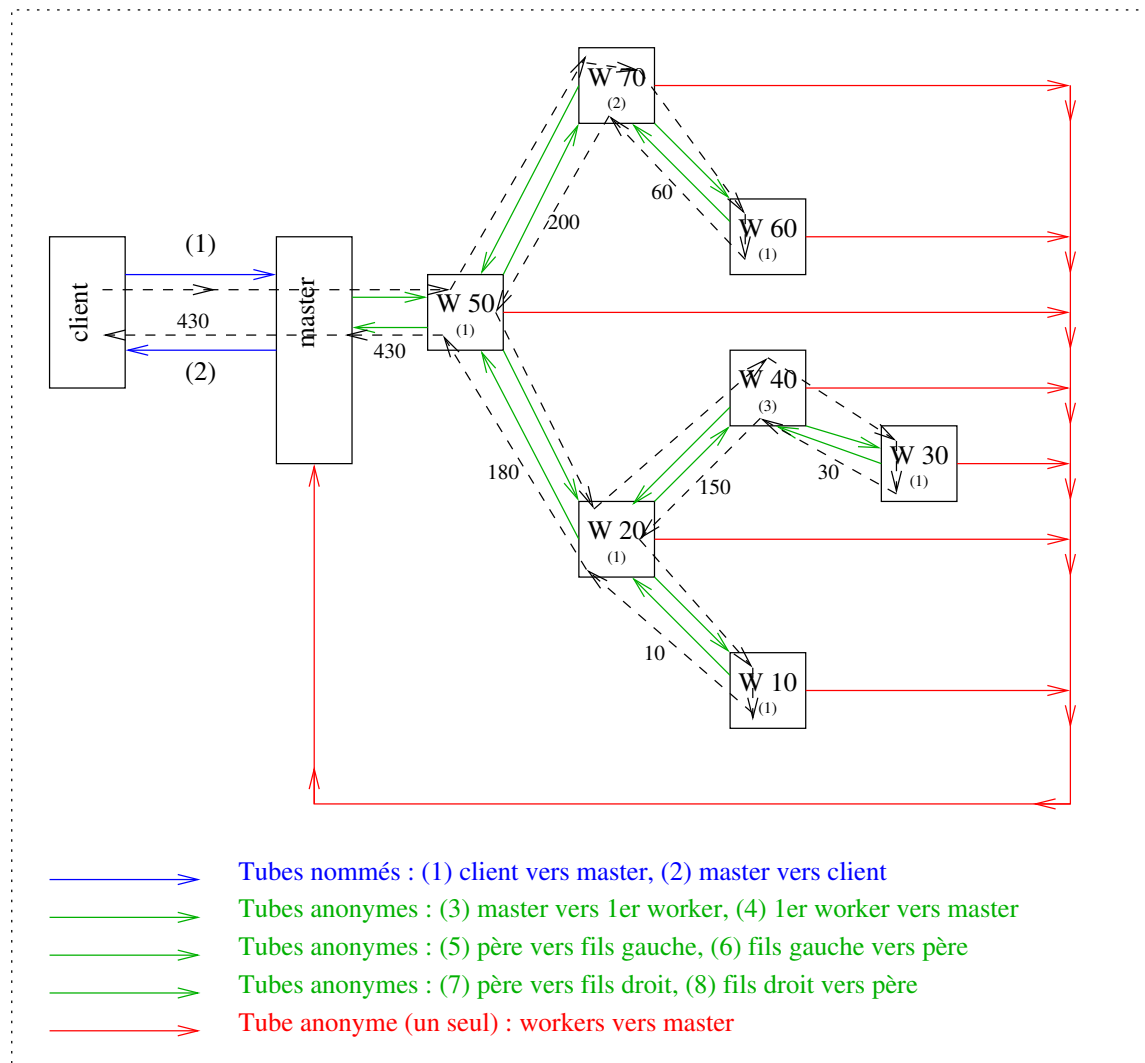 W 70
(2)
60
200
W 60
(1)
(1)
client
430
(2)
master
430
W 50
(1)
W 40
(3)
180
150
30
W 30
(1)
W 20
(1)
10
W 10
(1)
Tubes nommés : (1) client vers master, (2) master vers client
Tubes anonymes : (3) master vers 1er worker, (4) 1er worker vers master
Tubes anonymes : (5) père vers fils gauche, (6) fils gauche vers père
Tubes anonymes : (7) père vers fils droit, (8) fils droit vers père
Tube anonyme (un seul) : workers vers master